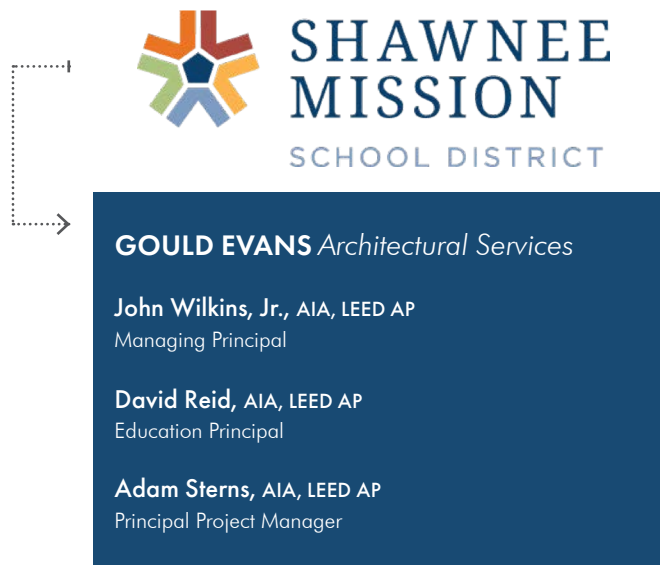 SHAWNEE
MISSION
SCHOOL DISTRICT
GOULD EVANS Architectural Services
John Wilkins, Jr., AIA, LEED AP
Managing Principal
David Reid, AIA, LEED AP
Education Principal
Adam Sterns, AIA, LEED AP
Principal Project Manager